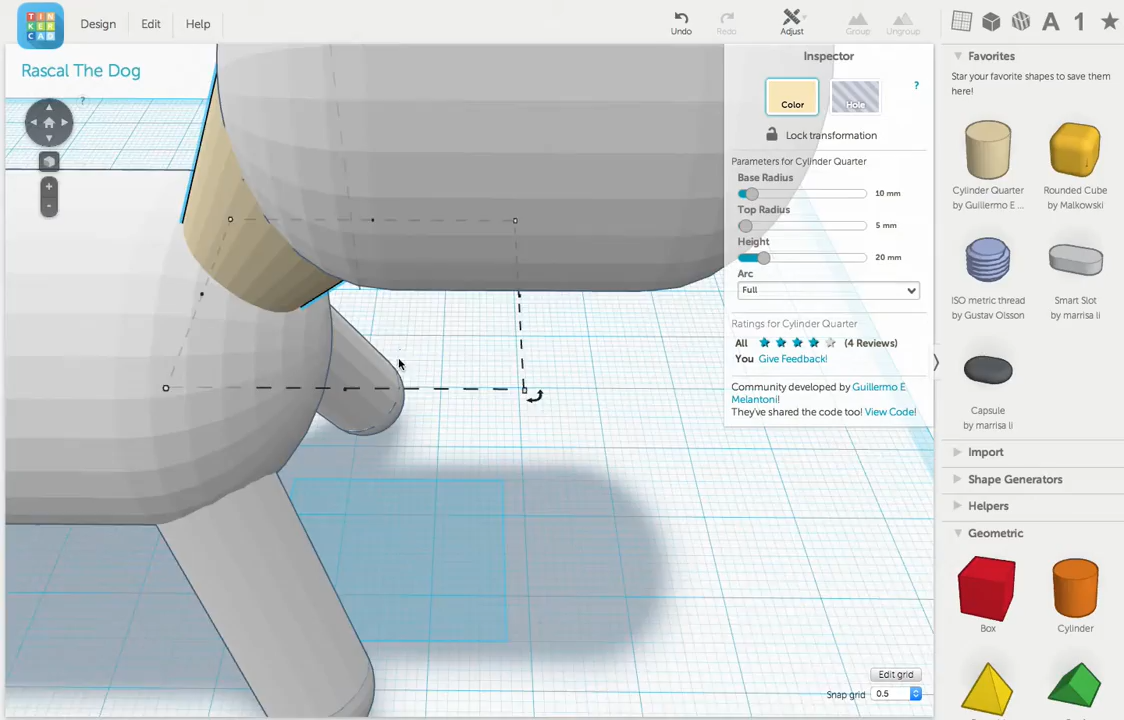 TIN
KER
CAD
Design
Edit
Help
Undo
Redo
Adjust
Group
Ungroup
A
1
Rascal The Dog
?
+
-
Inspector
Color
Hole
?
Lock transformation
Parameters for Cylinder Quarter
Base Radius
10 mm
Top Radius
5 mm
Height
20 mm
Arc
Full
Ratings for Cylinder Quarter
All
(4 Reviews)
You Give Feedback!
Community developed by Guillermo E
Melantoni!
They've shared the code too! View Code!
Edit grid
Snap grid
0.5
Favorites
Star your favorite shapes to save them
here!
Cylinder Quarter
by Guillermo E ...
Rounded Cube
by Malkowski
ISO metric thread
by Gustav Olsson
Smart Slot
by marrisa li
Capsule
by marrisa li
Import
Shape Generators
Helpers
Geometric
Box
Cylinder